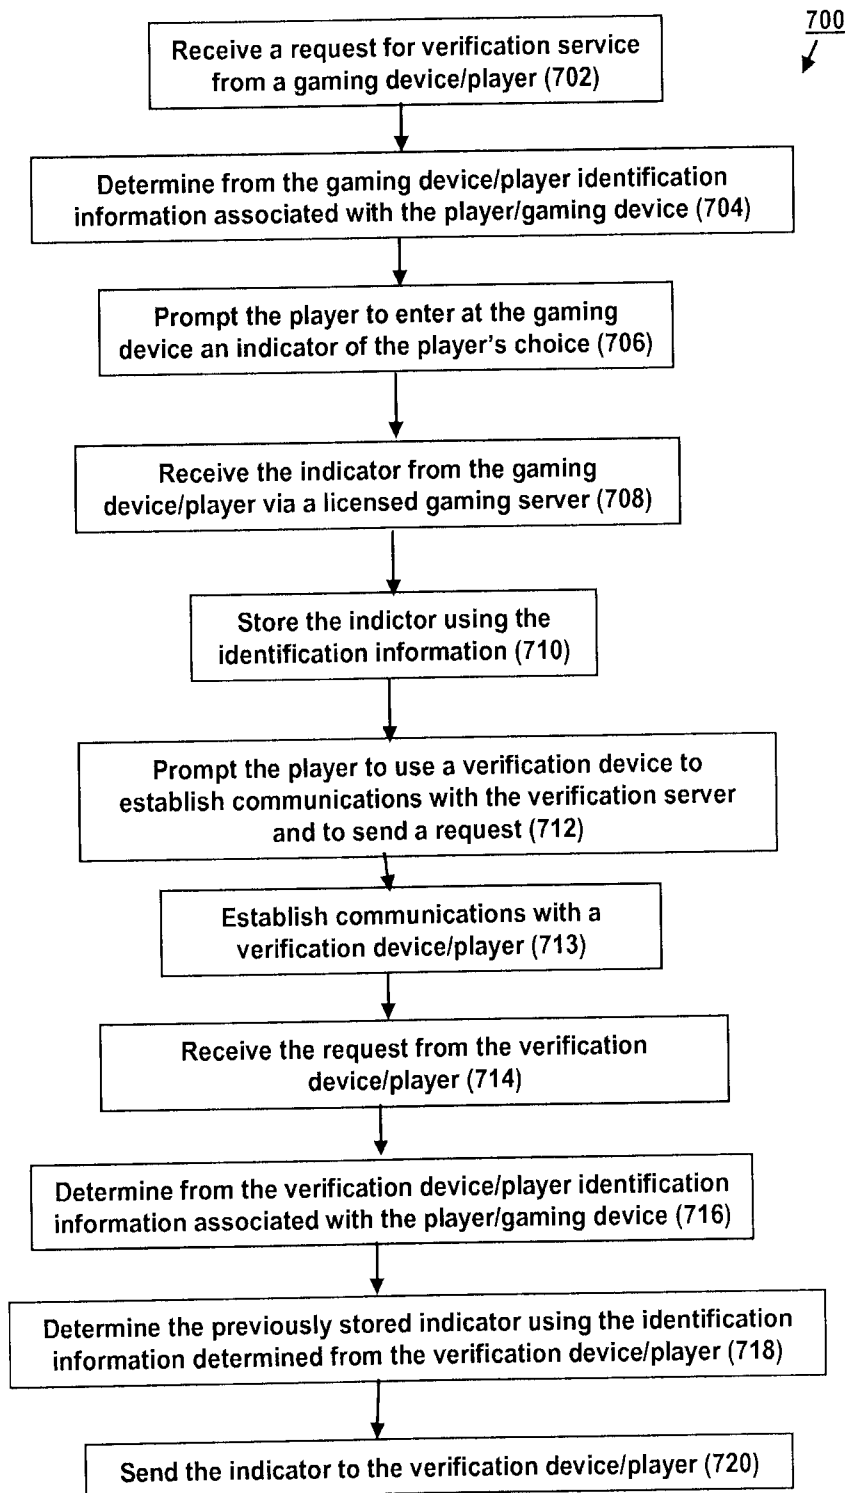 700
Receive a request for verification service
from a gaming device/player (702)
Determine from the gaming device/player identification
information associated with the player/gaming device (704)
Prompt the player to enter at the gaming
device an indicator of the player's choice (706)
Receive the indicator from the gaming
device/player via a licensed gaming server (708)
Store the indictor using the
identification information (710)
Prompt the player to use a verification device to
establish communications with the verification server
and to send a request (712)
Establish communications with a
verification device/player (713)
Receive the request from the verification
device/player (714)
Determine from the verification device/player identification
information associated with the player/gaming device (716)
Determine the previously stored indicator using the identification
information determined from the verification device/player (718)
Send the indicator to the verification device/player (720)